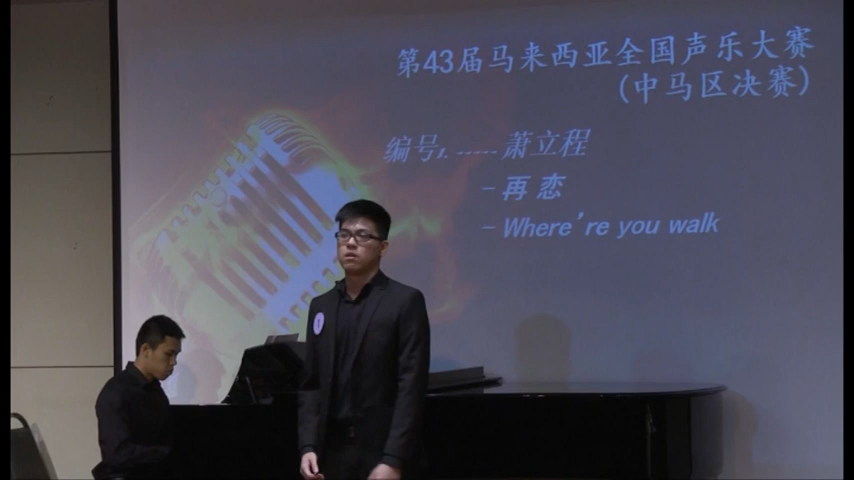 第43届马来西亚全国声乐大赛
(中马区决赛)
编号1. ----- 萧立程
- 再 恋
- Where're you walk
1